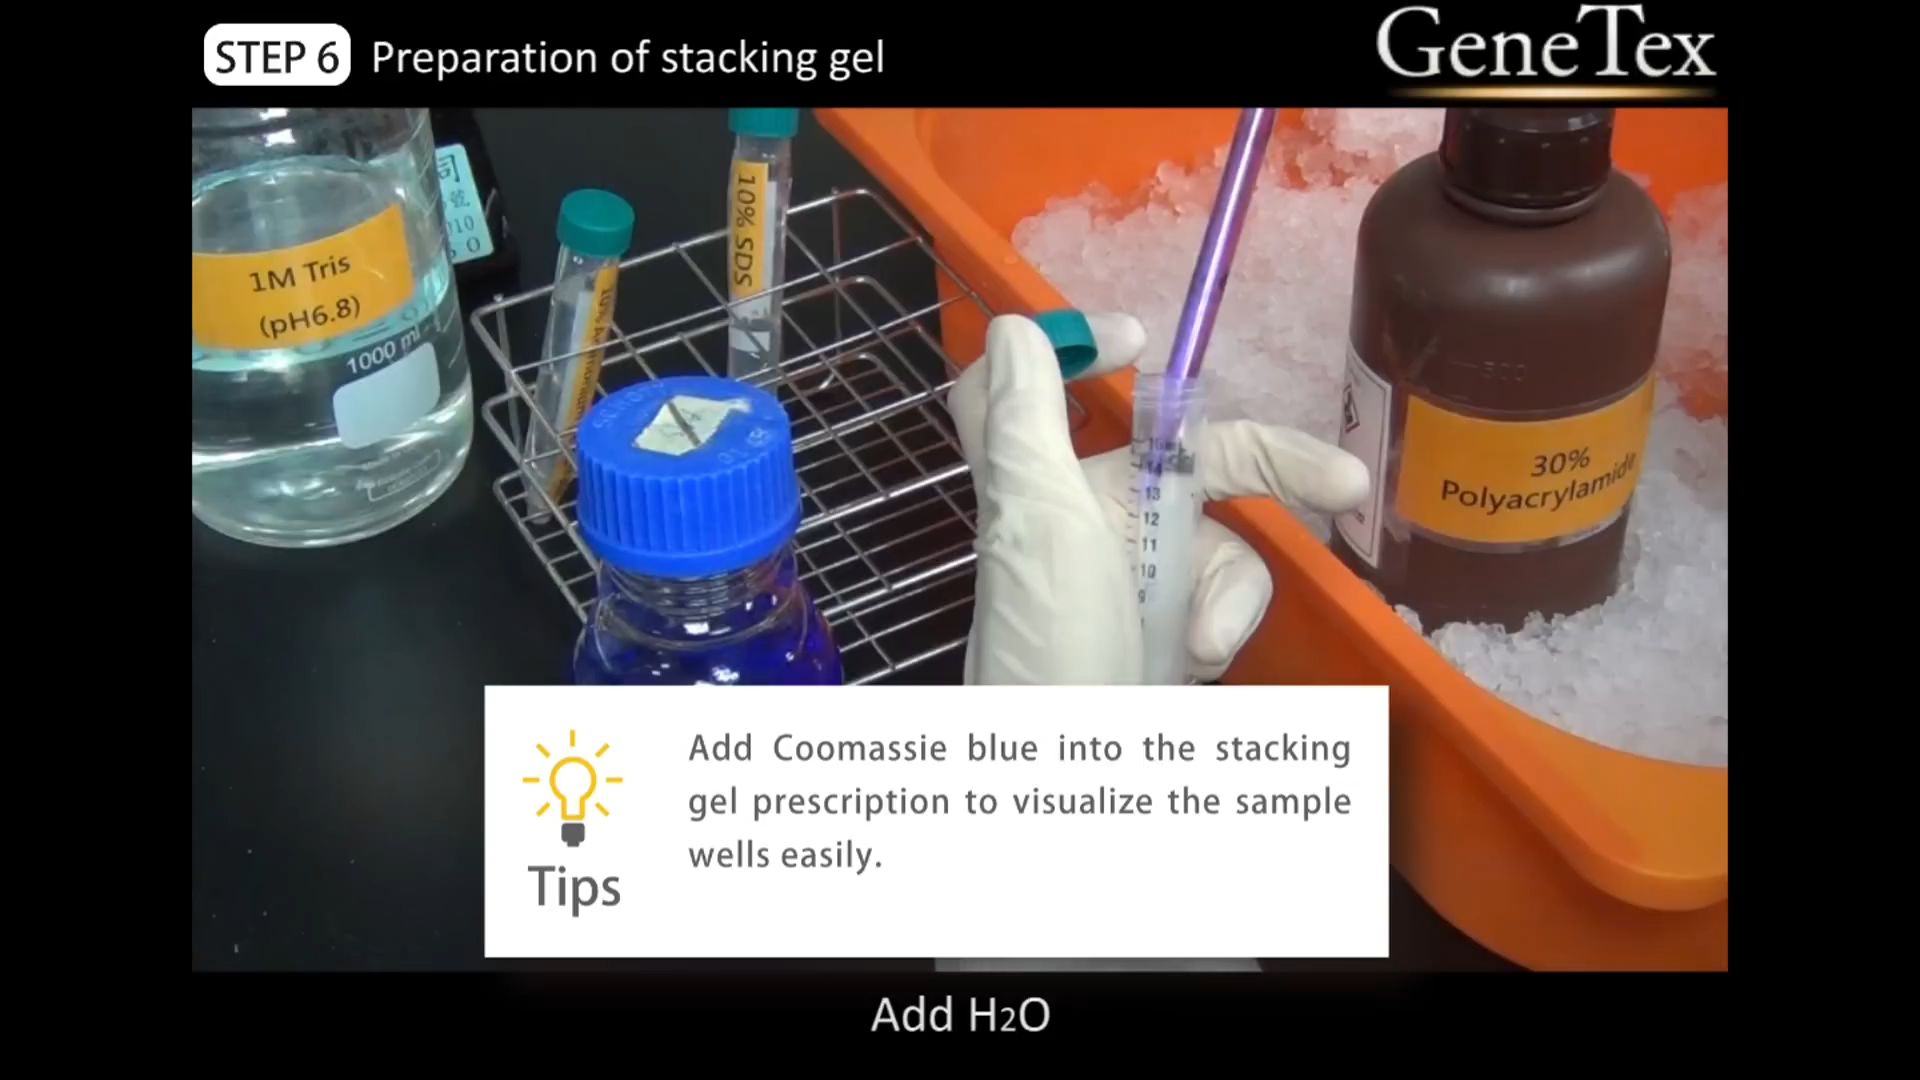 STEP 6 Preparation of stacking gel
GeneTex
1M Tris
(pH6.8)
1000 ml
10% SDS
30%
Polyacrylamide
13
12
11
10
9
Add Coomassie blue into the stacking
gel prescription to visualize the sample
wells easily.
Tips
Add H2O